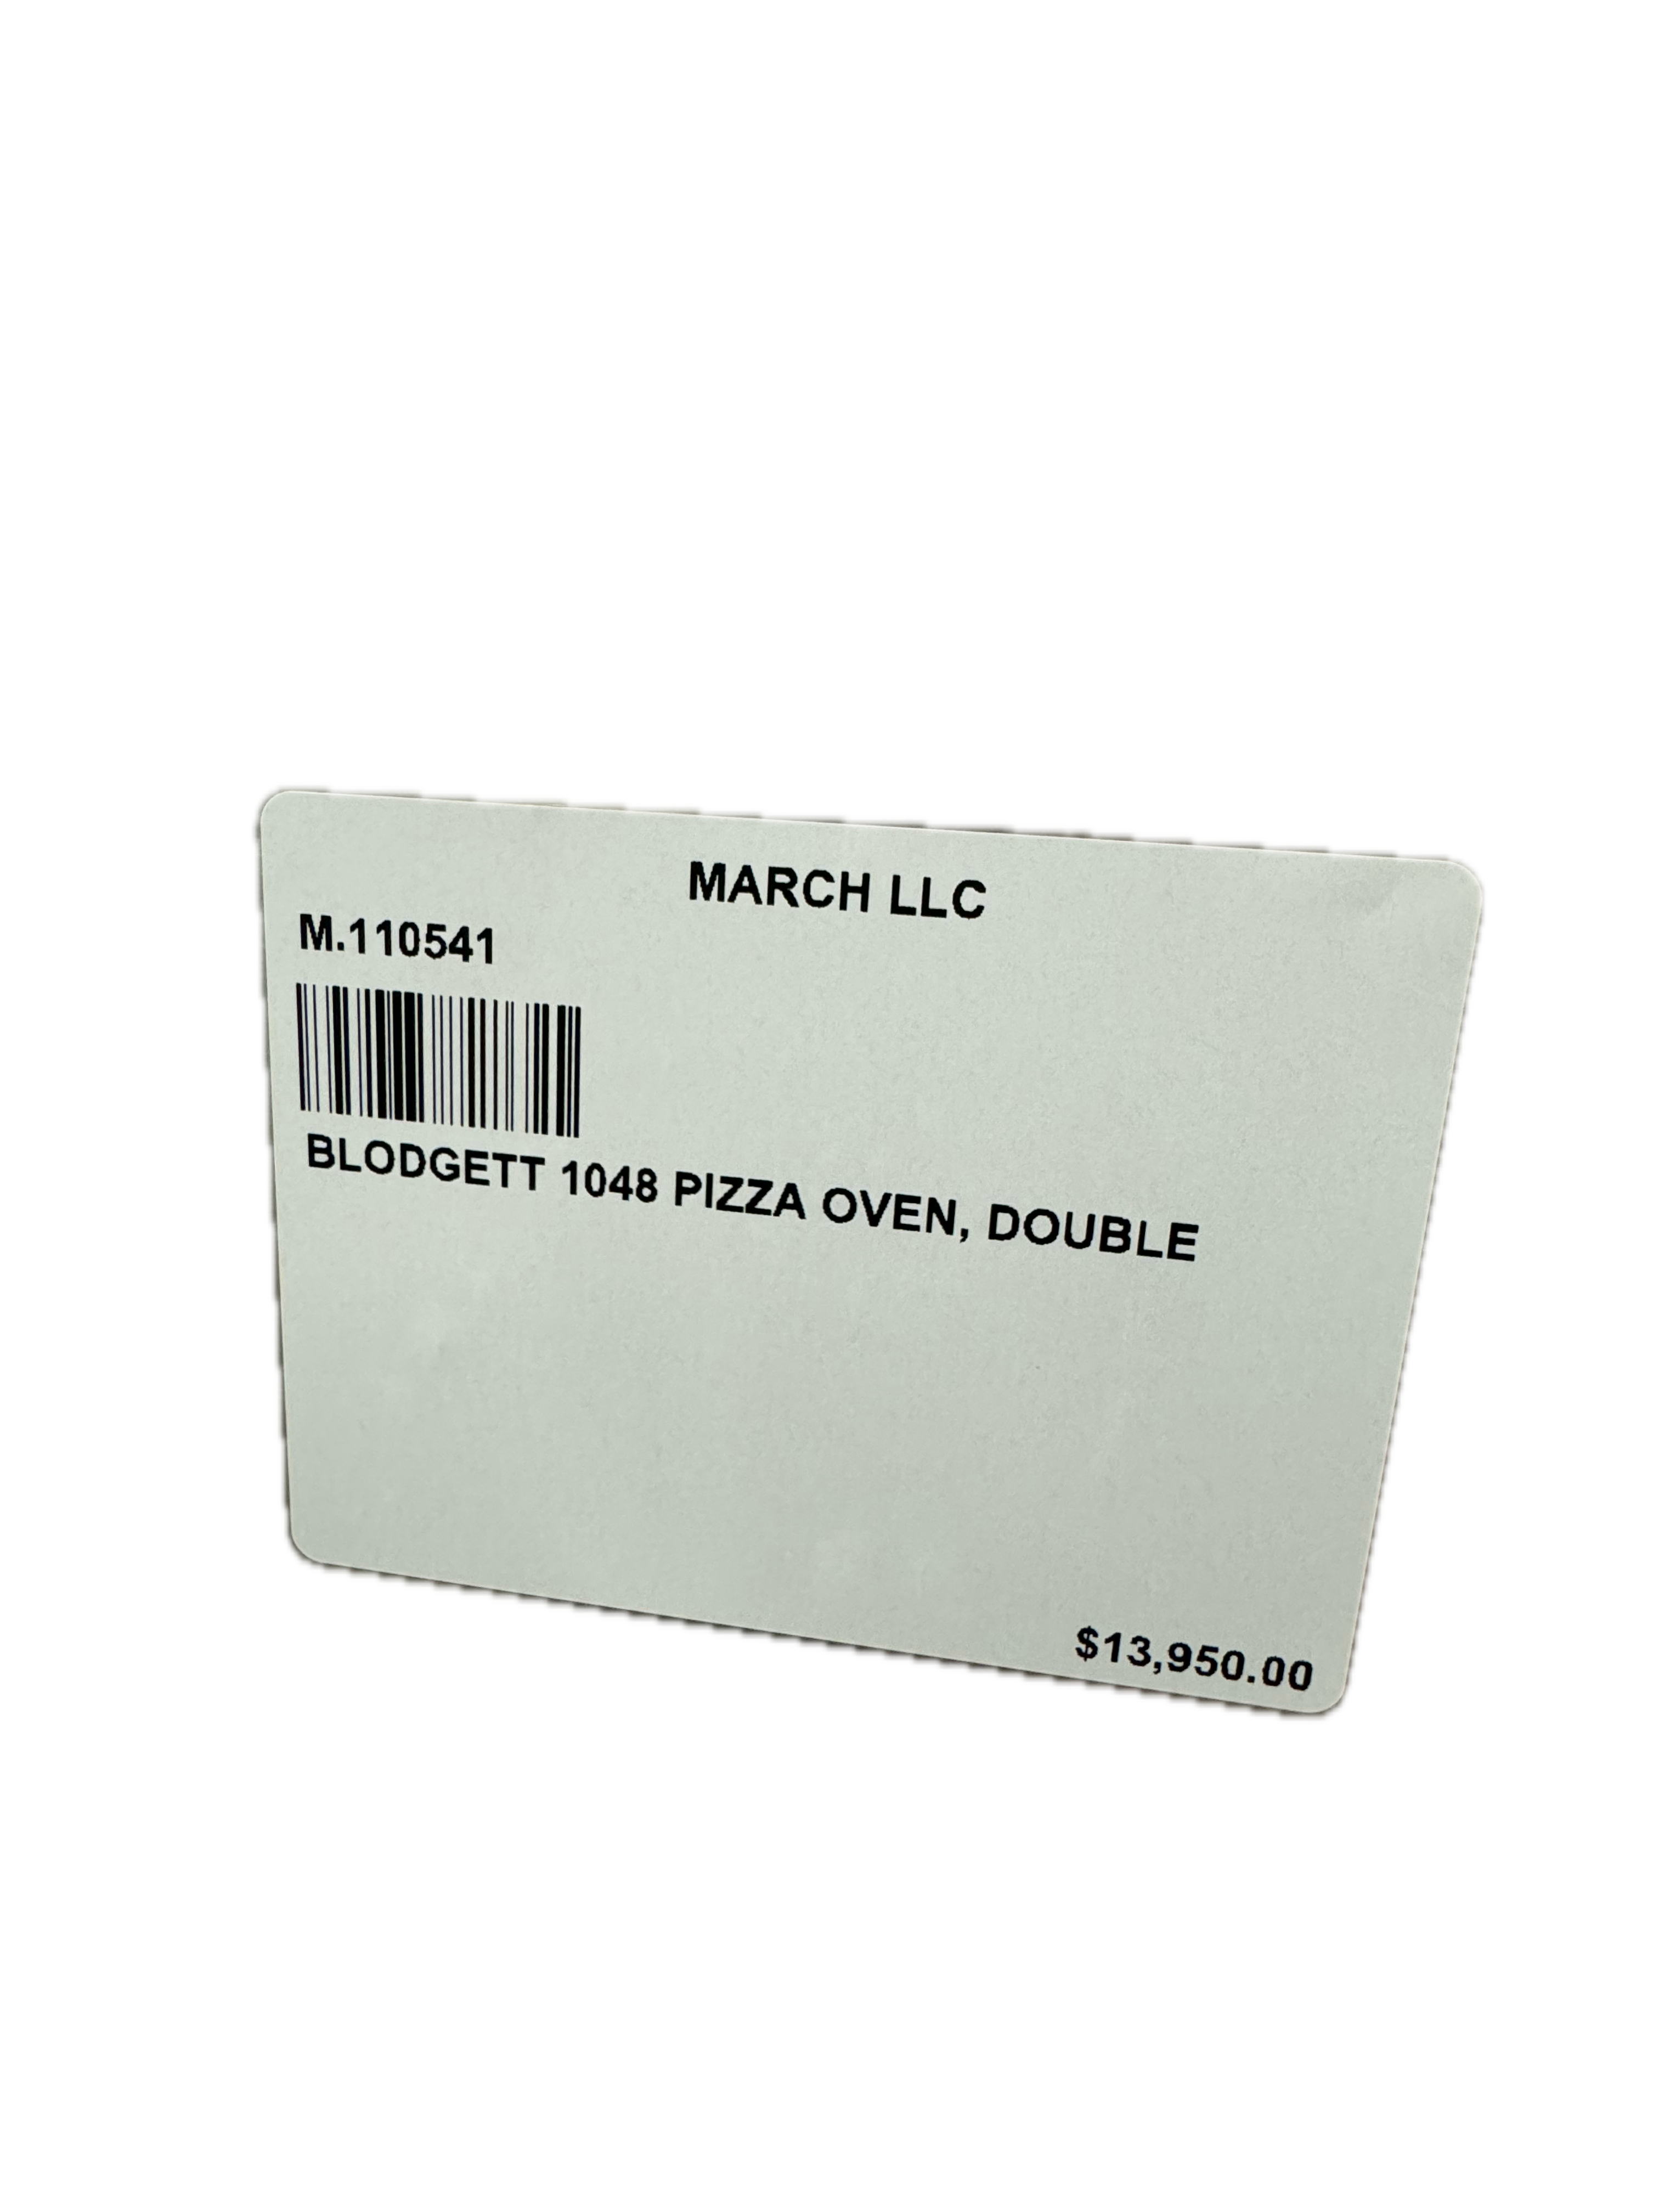 MARCH LLC
M.110541
BLODGETT 1048 PIZZA OVEN, DOUBLE
$13,950.00